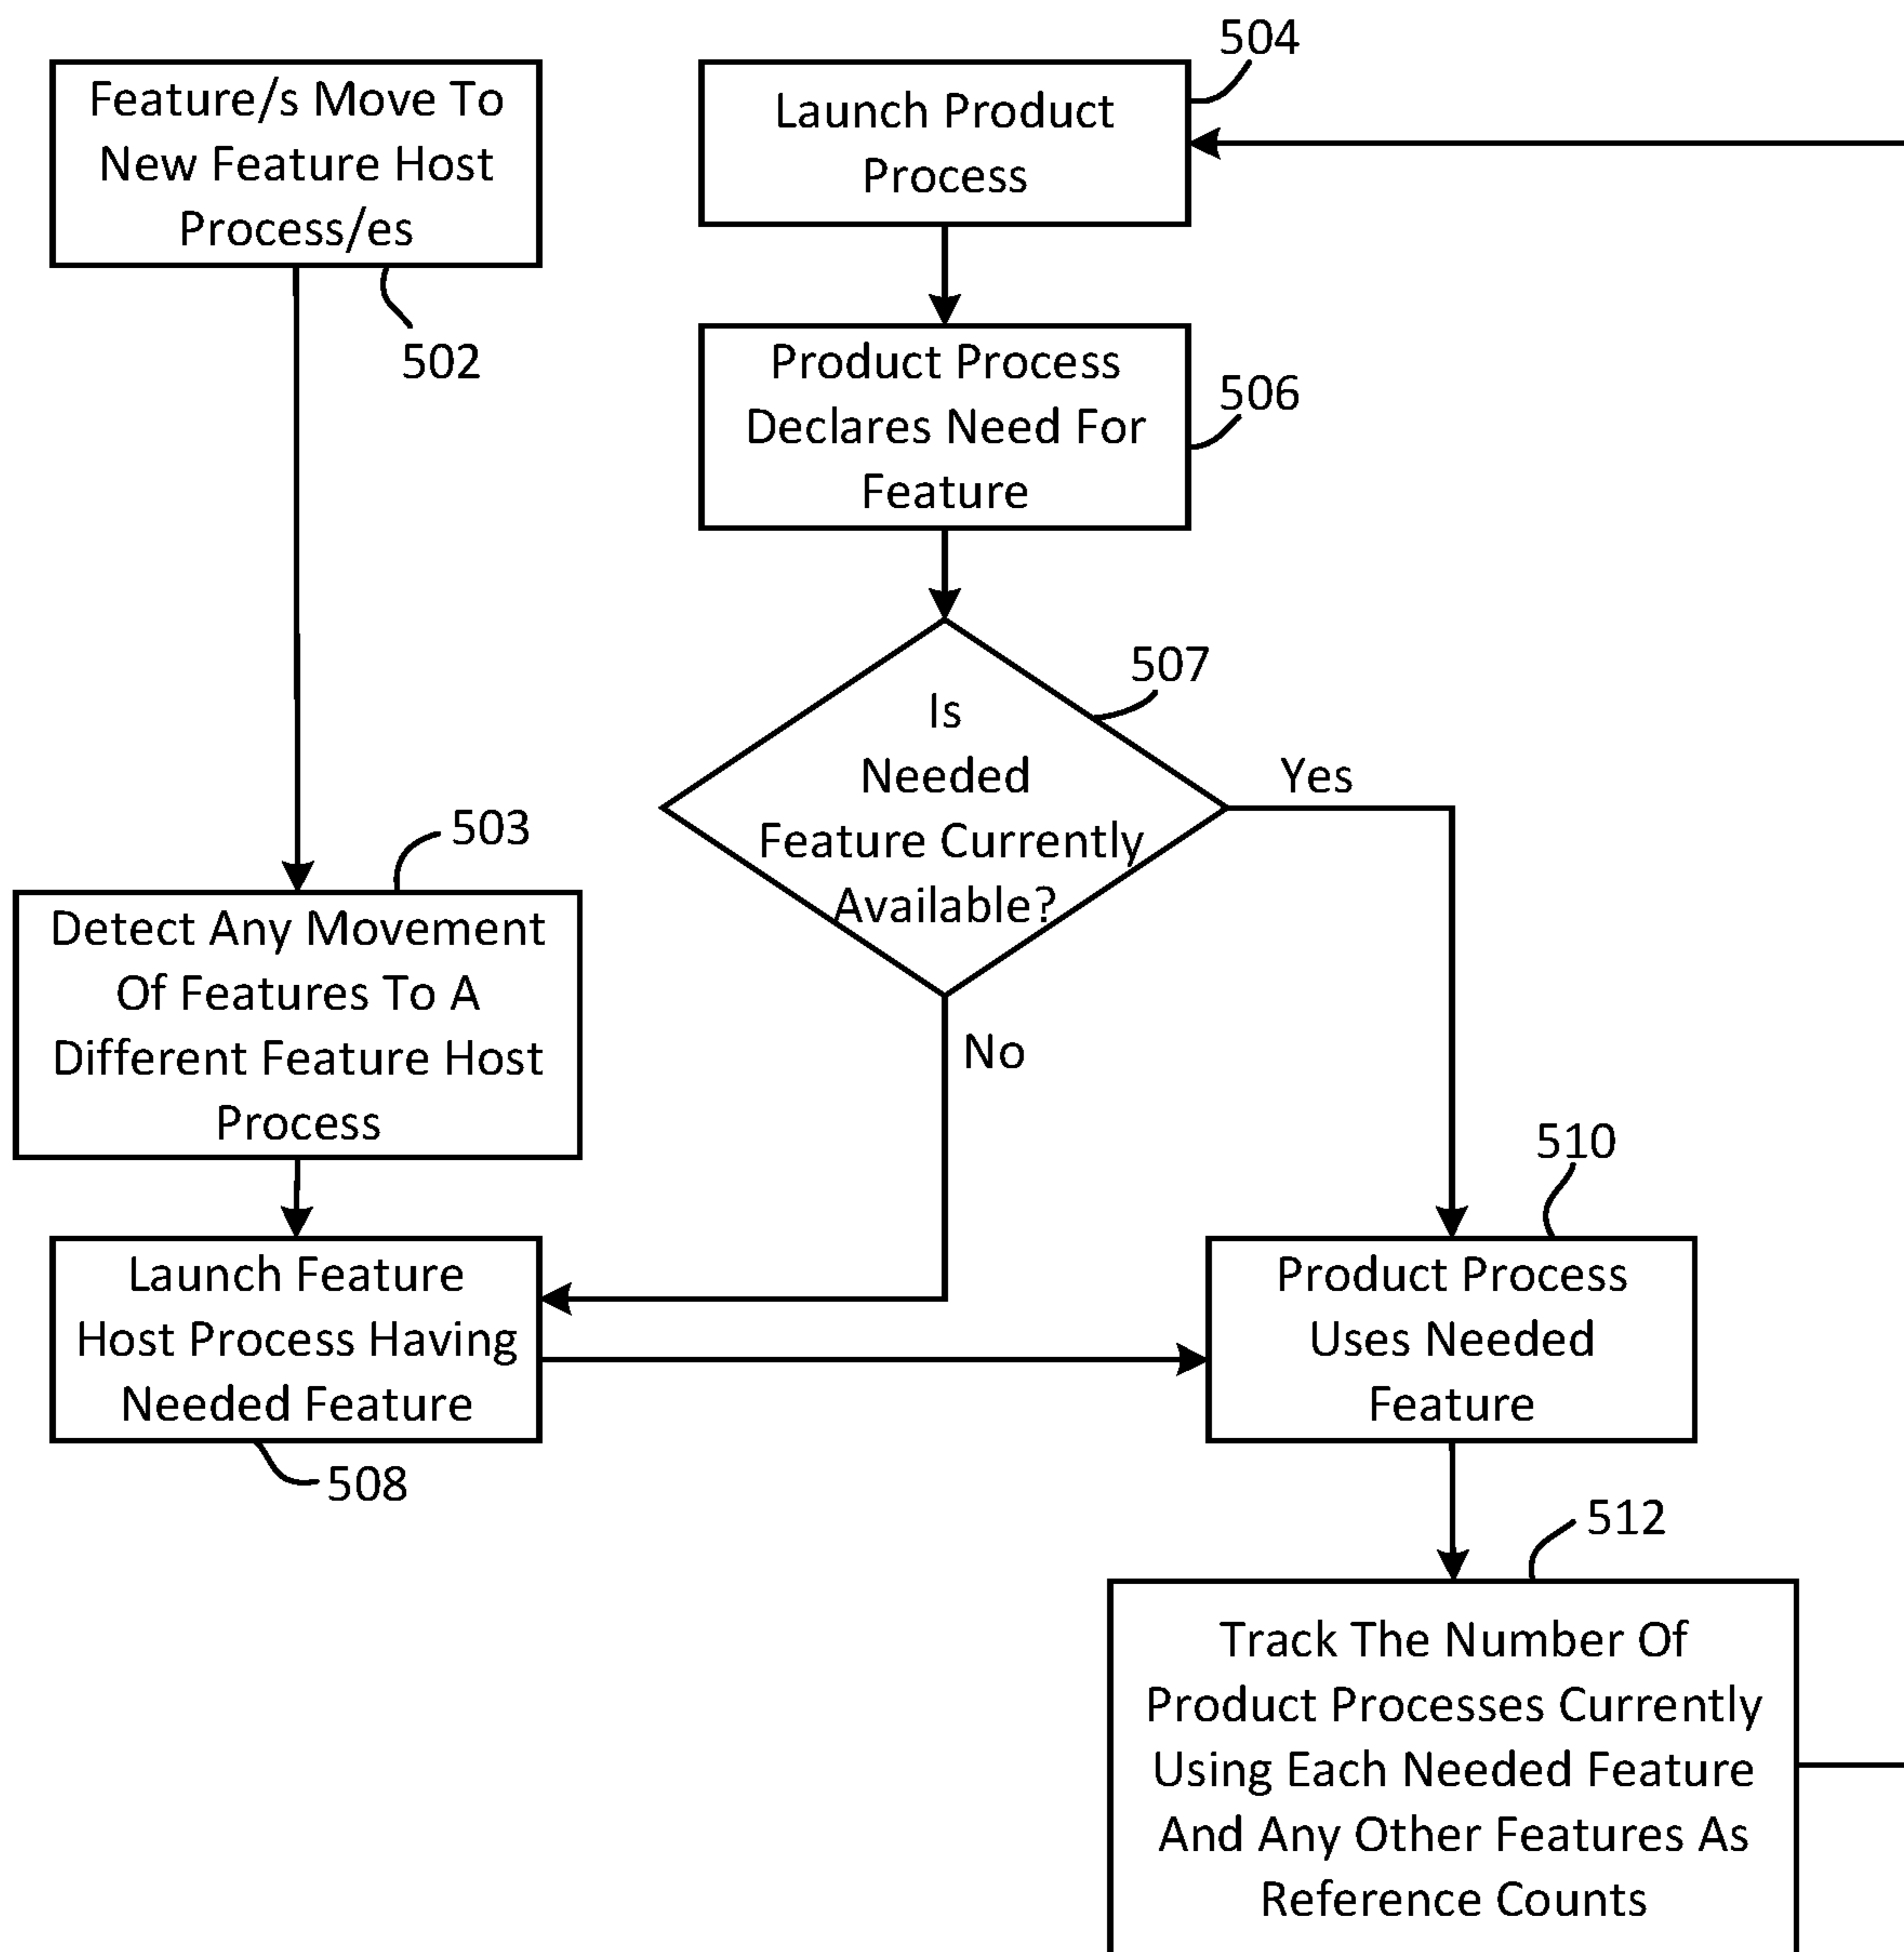 Feature/s Move To
New Feature Host
Process/es
502
504
Launch Product
Process
Product Process
Declares Need For
Feature
506
507
Is
Needed
Feature Currently
Available?
Yes
No
503
Detect Any Movement
Of Features To A
Different Feature Host
Process
Launch Feature
Host Process Having
Needed Feature
508
510
Product Process
Uses Needed
Feature
512
Track The Number Of
Product Processes Currently
Using Each Needed Feature
And Any Other Features As
Reference Counts